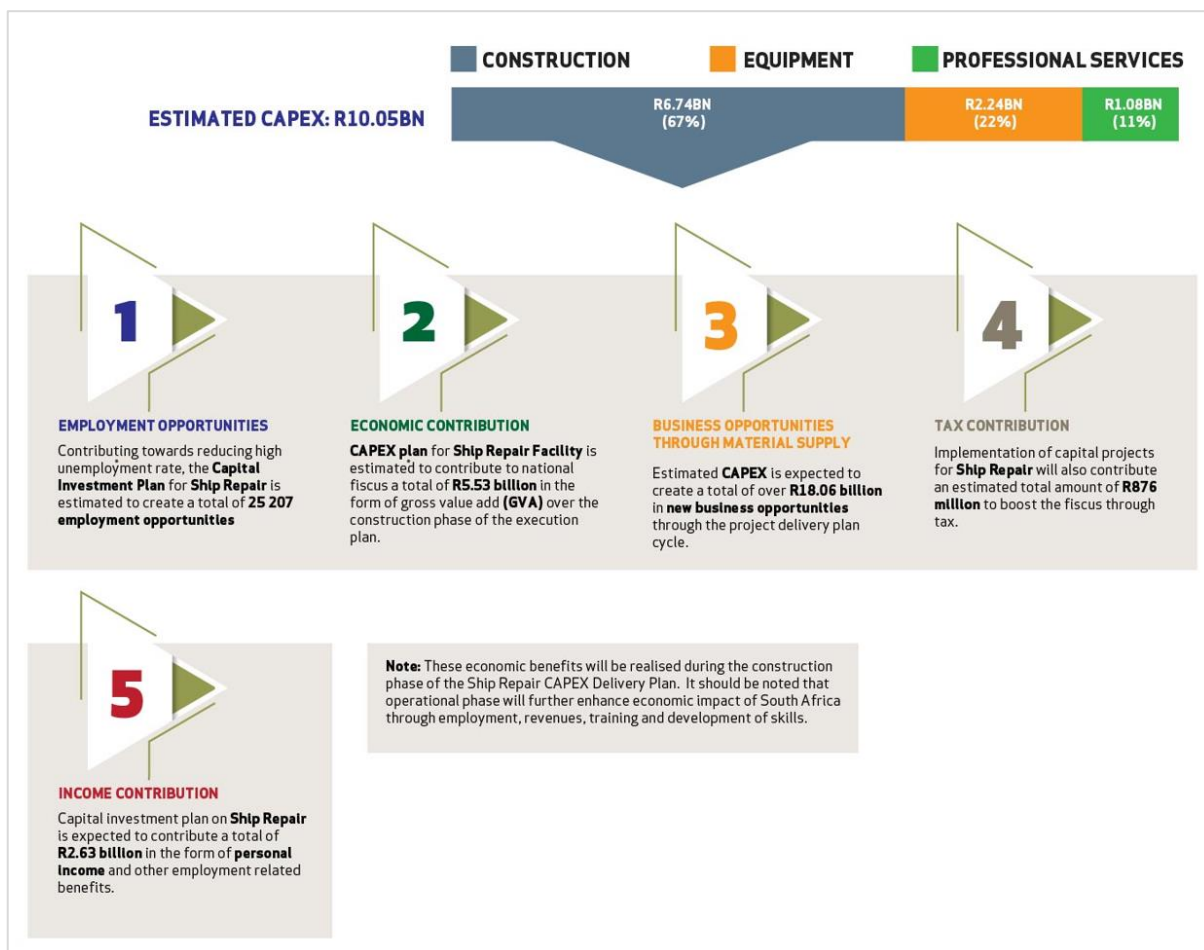 CONSTRUCTION
EQUIPMENT
PROFESSIONAL SERVICES
ESTIMATED CAPEX: R10.05BN
R6.74BN
(67%)
R2.24BN
(22%)
R1.08BN
(11%)
1
EMPLOYMENT OPPORTUNITIES
Contributing towards reducing high
unemployment rate, the Capital
Investment Plan for Ship Repair is
estimated to create a total of 25 207
employment opportunities
2
ECONOMIC CONTRIBUTION
CAPEX plan for Ship Repair Facility is
estimated to contribute to national
fiscus a total of R5.53 billion in the
form of gross value add (GVA) over the
construction phase of the execution
plan.
3
BUSINESS OPPORTUNITIES
THROUGH MATERIAL SUPPLY
Estimated CAPEX is expected to
create a total of over R18.06 billion
in new business opportunities
through the project delivery plan
cycle.
4
TAX CONTRIBUTION
Implementation of capital projects
for Ship Repair will also contribute
an estimated total amount of R876
million to boost the fiscus through
tax.
5
INCOME CONTRIBUTION
Capital investment plan on Ship Repair
is expected to contribute a total of
R2.63 billion in the form of personal
income and other employment related
benefits.
Note: These economic benefits will be realised during the construction
phase of the Ship Repair CAPEX Delivery Plan. It should be noted that
operational phase will further enhance economic impact of South Africa
through employment, revenues, training and development of skills.